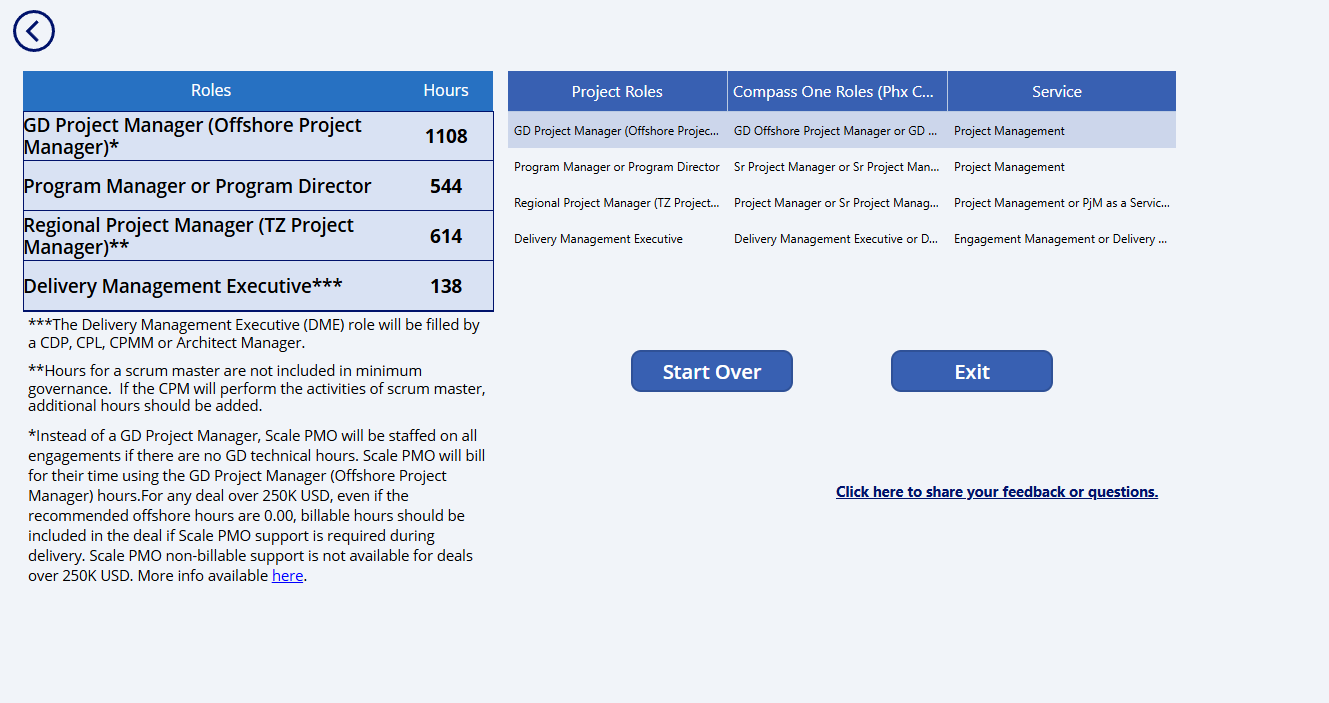 Roles Hours
GD Project Manager (Offshore Project
Manager)* 1108
Program Manager or Program Director 544
Regional Project Manager (TZ Project
Manager)** 614
Delivery Management Executive*** 138
***The Delivery Management Executive (DME) role will be filled by
a CDP, CPL, CPMM or Architect Manager.
**Hours for a scrum master are not included in minimum
governance.  If the CPM will perform the activities of scrum master,
additional hours should be added.
*Instead of a GD Project Manager, Scale PMO will be staffed on all
engagements if there are no GD technical hours. Scale PMO will bill
for their time using the GD Project Manager (Offshore Project
Manager) hours.For any deal over 250K USD, even if the
recommended offshore hours are 0.00, billable hours should be
included in the deal if Scale PMO support is required during
delivery. Scale PMO non-billable support is not available for deals
over 250K USD. More info available here.
Project Roles Compass One Roles (Phx C... Service
GD Project Manager (Offshore Projec... GD Offshore Project Manager or GD ... Project Management
Program Manager or Program Director Sr Project Manager or Sr Project Man... Project Management
Regional Project Manager (TZ Project... Project Manager or Sr Project Manag... Project Management or PjM as a Servic...
Delivery Management Executive Delivery Management Executive or D... Engagement Management or Delivery ...
Start Over Exit
Click here to share your feedback or questions.